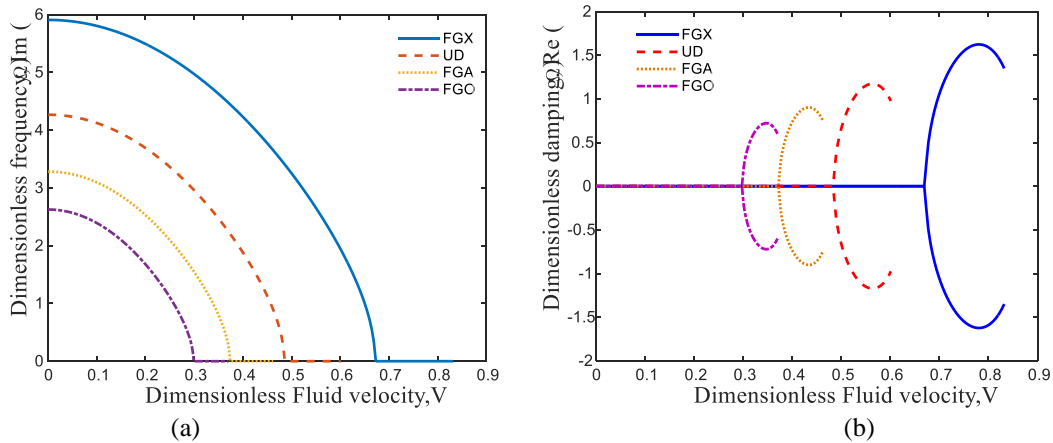 6
5
4
3
2
1
0
0
0.1
0.2
0.3
0.4
0.5
0.6
0.7
0.8
0.9
Dimensionless frequency, Im (Ω)
FGX
UD
FGA
FGO
Dimensionless Fluid velocity,V
(a)
2
1.5
1
0.5
0
-0.5
-1
-1.5
-2
0
0.1
0.2
0.3
0.4
0.5
0.6
0.7
0.8
0.9
Dimensionless damping, Re (Ω)
FGX
UD
FGA
FGO
Dimensionless Fluid velocity,V
(b)